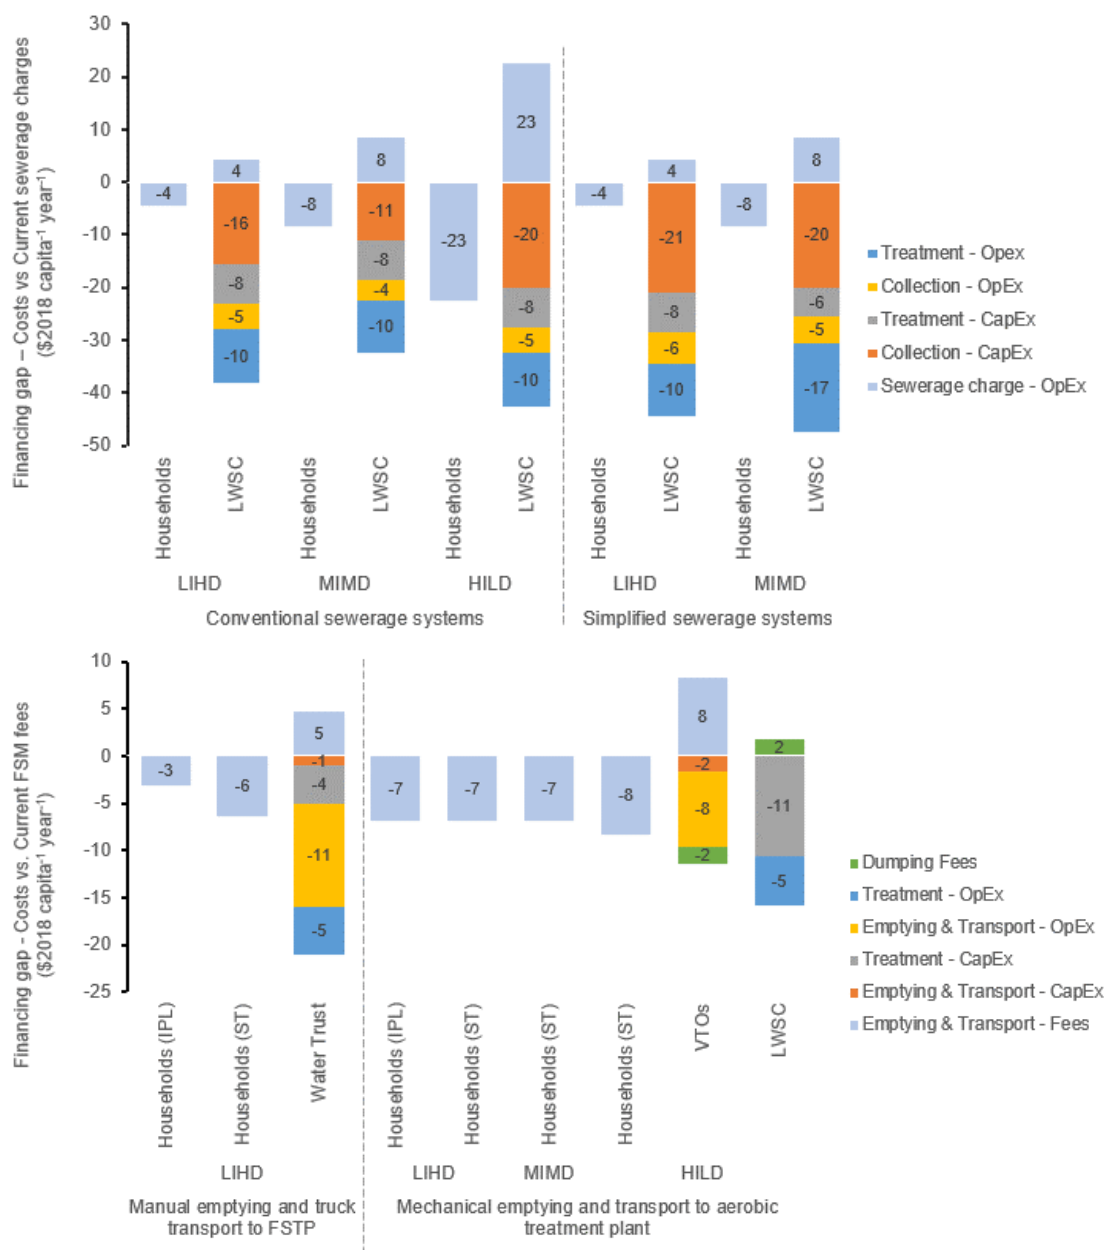 Financing gap – Costs vs Current sewerage charges
($2018 capita⁻¹ year⁻¹)
30
20
10
0
-10
-20
-30
-40
-50
-4
4
-16
-8
-5
-10
-8
8
-11
-8
-4
-10
-23
23
-20
-8
-5
-10
-4
4
-21
-8
-6
-10
-8
8
-20
-6
-5
-17
Treatment - Opex
Collection - OpEx
Treatment - CapEx
Collection - CapEx
Sewerage charge - OpEx
Households
LWSC
Households
LWSC
Households
LWSC
Households
LWSC
Households
LWSC
LIHD
MIMD
HILD
LIHD
MIMD
Conventional sewerage systems
Simplified sewerage systems
Financing gap - Costs vs. Current FSM fees
($2018 capita⁻¹ year⁻¹)
10
5
0
-5
-10
-15
-20
-25
-3
-6
5
-1
-4
-11
-5
-7
-7
-7
-8
8
-2
-8
-2
2
-11
-5
Dumping Fees
Treatment - OpEx
Emptying & Transport - OpEx
Treatment - CapEx
Emptying & Transport - CapEx
Emptying & Transport - Fees
Households (IPL)
Households (ST)
Water Trust
Households (IPL)
Households (ST)
Households (ST)
Households (ST)
VTOs
LWSC
LIHD
LIHD
MIMD
HILD
Manual emptying and truck
transport to FSTP
Mechanical emptying and transport to aerobic
treatment plant